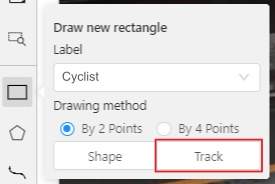 Draw new rectangle
Label
Cyclist
Drawing method
By 2 Points By 4 Points
Shape Track